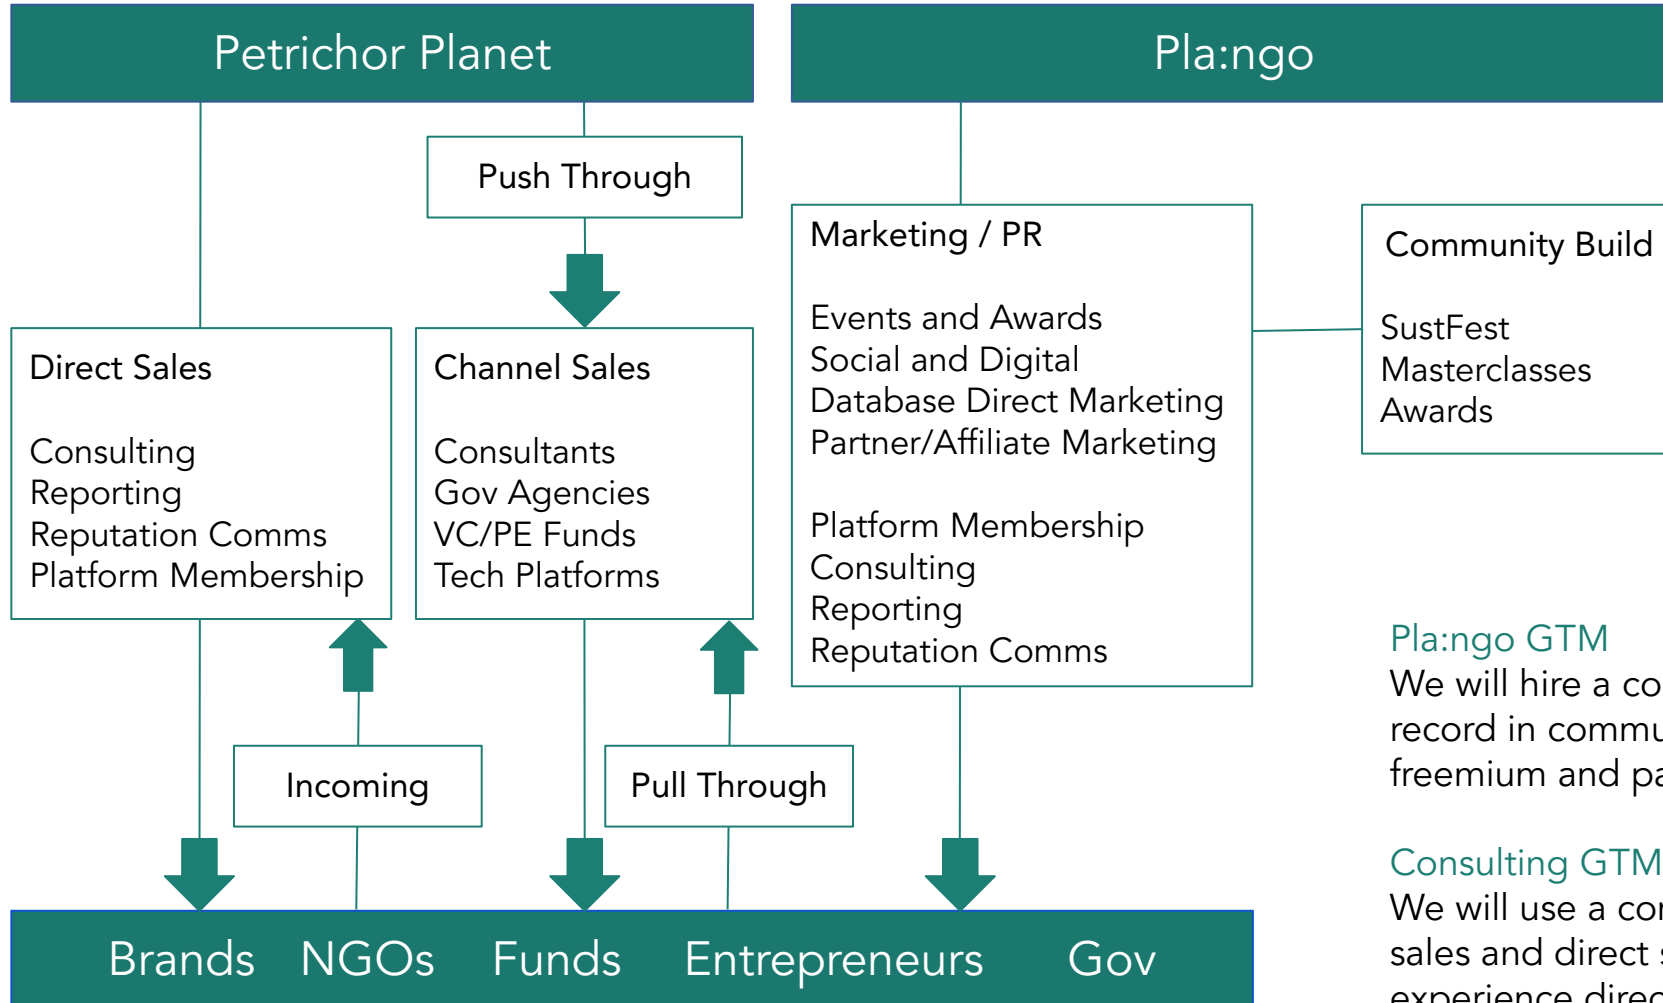 Petrichor Planet
Pla:ngo
Push Through
Marketing / PR
Events and Awards
Social and Digital
Database Direct Marketing
Partner/Affiliate Marketing
Platform Membership
Consulting
Reporting
Reputation Comms
Community Build
SustFest
Masterclasses
Awards
Direct Sales
Consulting
Reporting
Reputation Comms
Platform Membership
Channel Sales
Consultants
Gov Agencies
VC/PE Funds
Tech Platforms
Incoming
Pull Through
Brands NGOs Funds Entrepreneurs Gov
Pla:ngo GTM
We will hire a
record in
freemium and
Consulting GTM
We will use a
sales and direct
experience